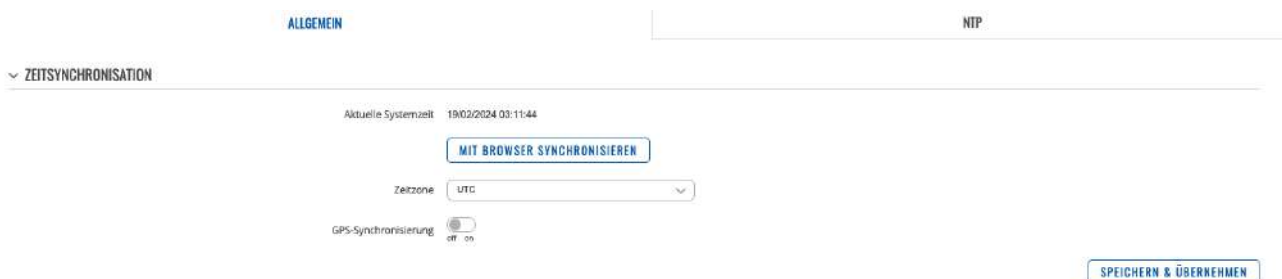 ALLGEMEIN
NTP
ZEITSYNCHRONISATION
Aktuelle Systemzeit 19/02/2024 03:11:44
MIT BROWSER SYNCHRONISIEREN
Zeitzone UTC
GPS-Synchronisierung
off on
SPEICHERN & ÜBERNEHMEN